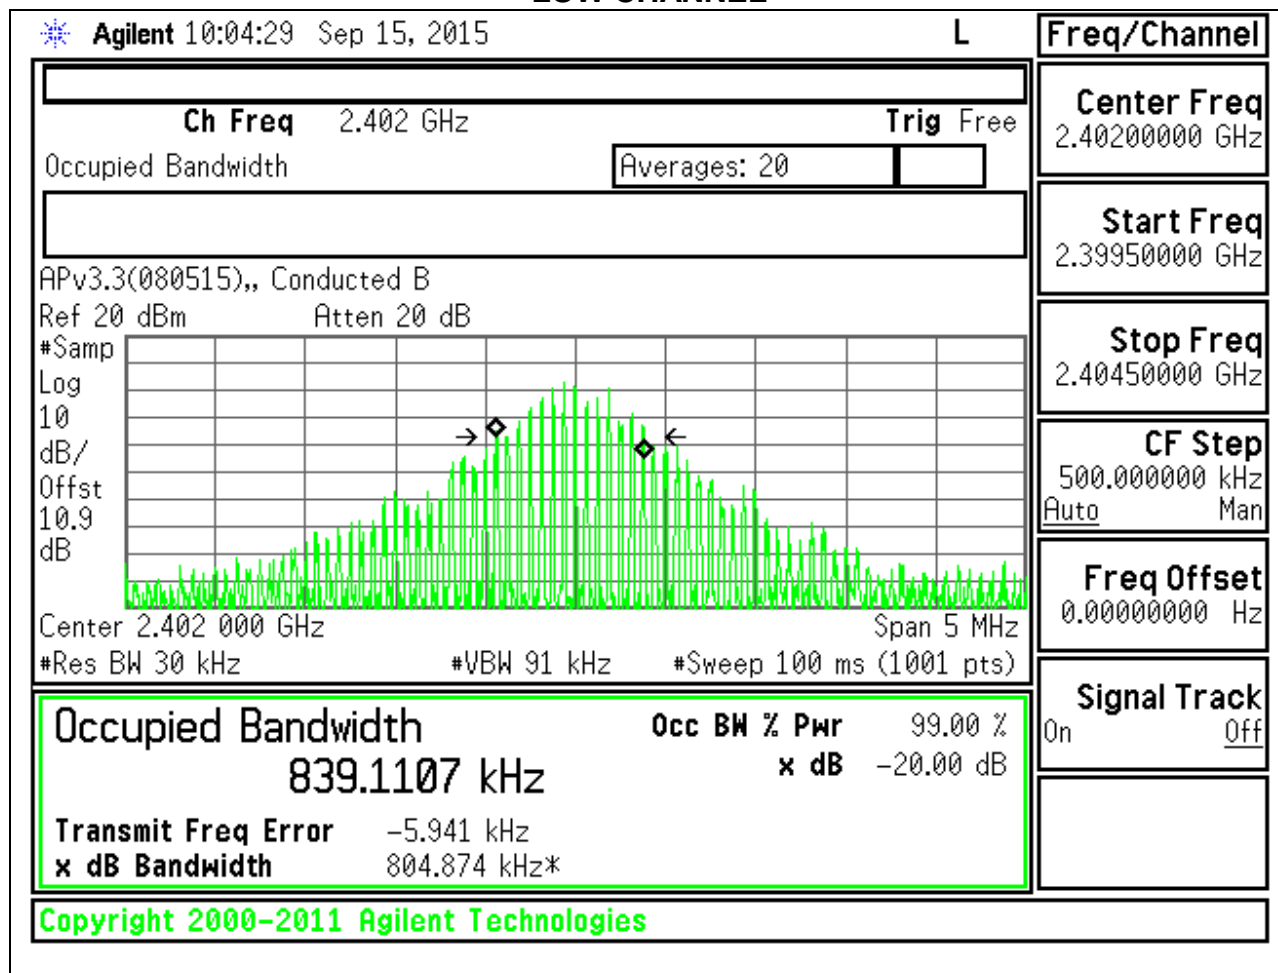 LOW CHANNEL
Agilent 10:04:29 Sep 15, 2015 L
Freq/Channel
Ch Freq 2.402 GHz Trig Free
Occupied Bandwidth Averages: 20
APv3.3(080515),, Conducted B
Ref 20 dBm Atten 20 dB
#Samp
Log
10
dB/
Offst
10.9
dB
Center 2.402 000 GHz Span 5 MHz
#Res BW 30 kHz #VBW 91 kHz #Sweep 100 ms (1001 pts)
Occupied Bandwidth Occ BW % Pwr 99.00 %
839.1107 kHz x dB -20.00 dB
Transmit Freq Error -5.941 kHz
x dB Bandwidth 804.874 kHz*
Center Freq
2.40200000 GHz
Start Freq
2.39950000 GHz
Stop Freq
2.40450000 GHz
CF Step
500.000000 kHz
Auto Man
Freq Offset
0.00000000 Hz
Signal Track
On Off
Copyright 2000-2011 Agilent Technologies